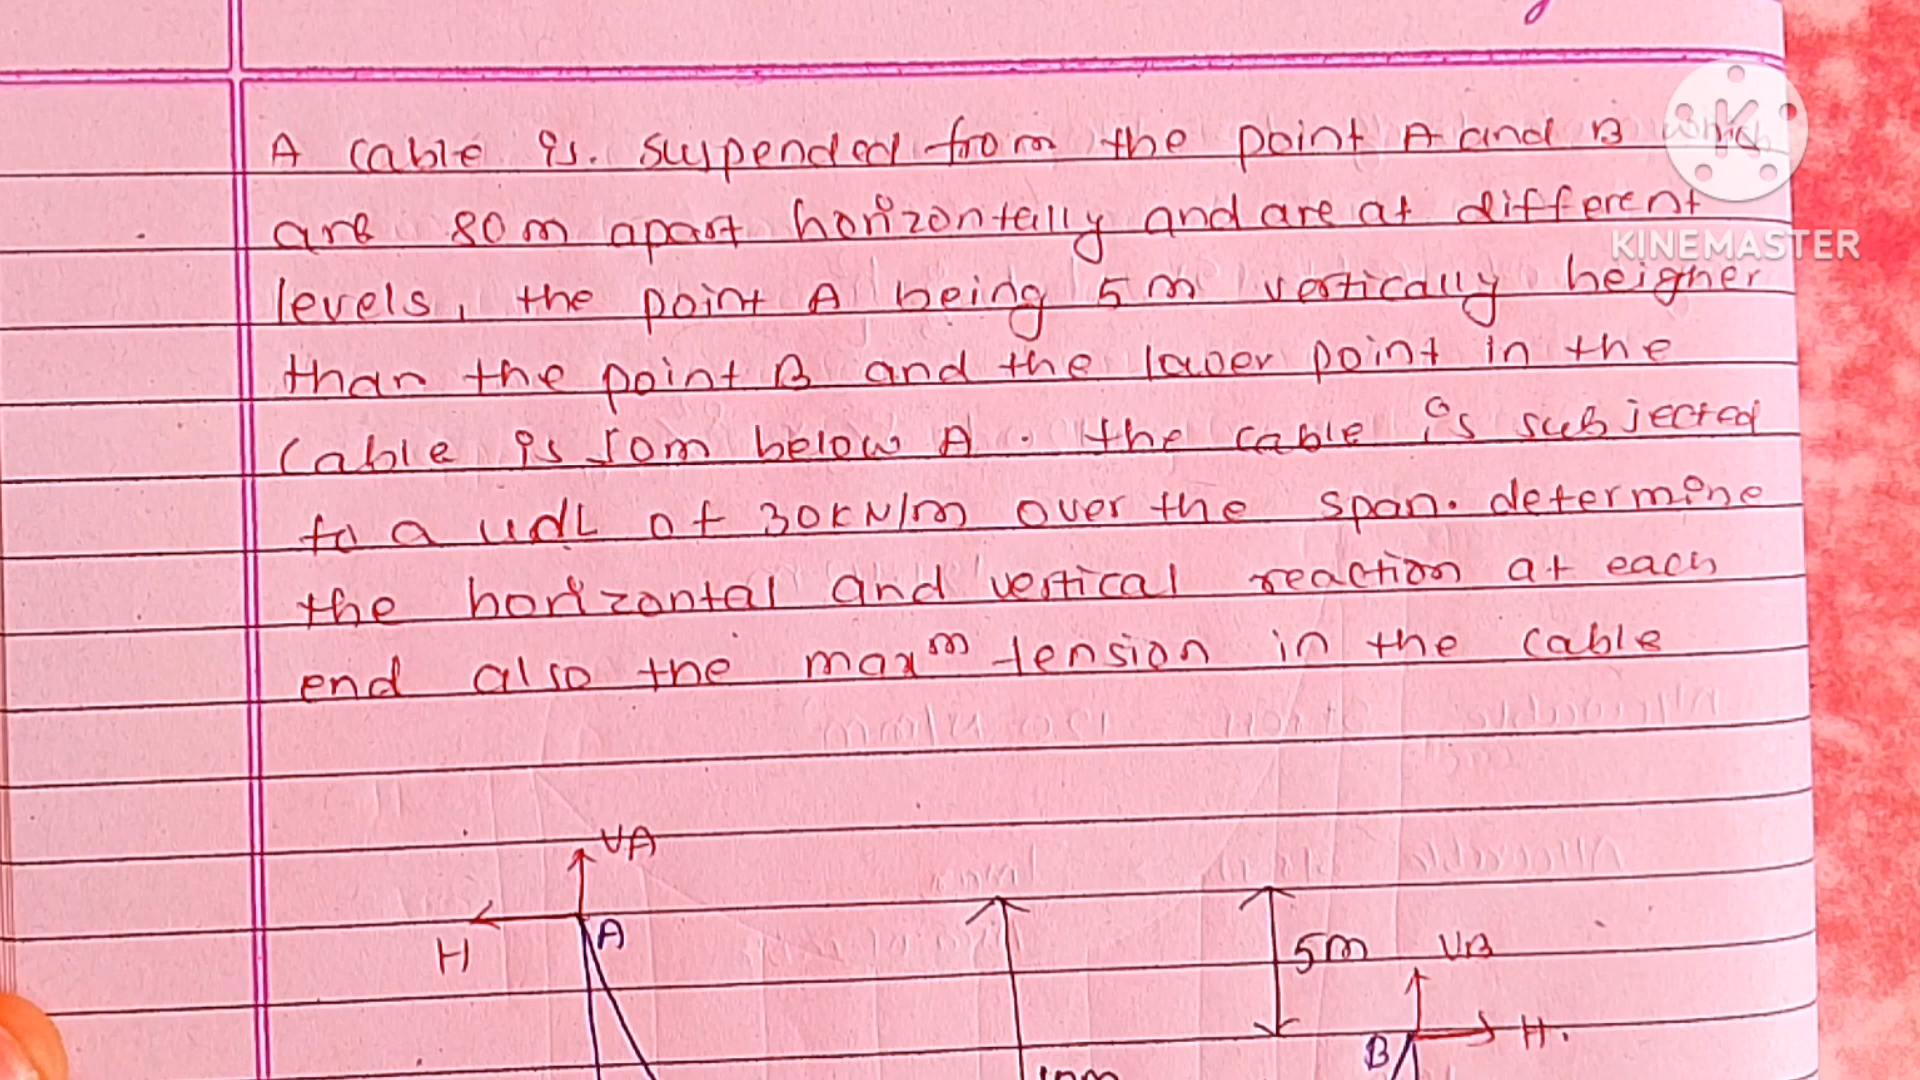 A cable is. suspended from the point A and B which
are 80m apart horizontally and are at different
KINEMASTER
levels, the point A being 5m vertically heigher
than the point B and the lower point in the
cable is 10m below A. the cable is subjected
to a udl of 30KN/m over the span. determine
the horizontal and vertical reaction at each
end also the maxm tension in the cable
VA
H
A
5m
VB
H.
B
10m